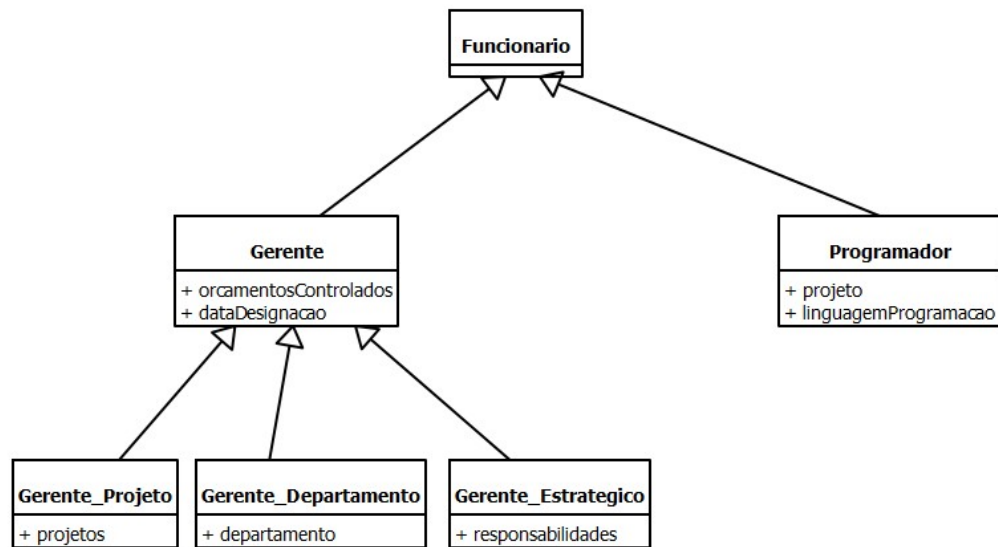 Funcionario
Gerente
+ orcamentosControlados
+ dataDesignacao
Programador
+ projeto
+ linguagemProgramacao
Gerente_Projeto
+ projetos
Gerente_Departamento
+ departamento
Gerente_Estrategico
+ responsabilidades